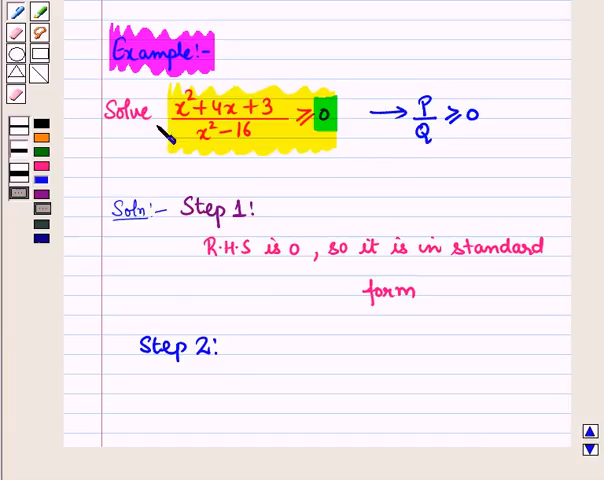 Example:-
Solve (x²+4x+3)/(x²-16) ⩾ 0 → P/Q ⩾ 0
Soln:- Step 1:
R.H.S is 0, so it is in standard
form
Step 2: